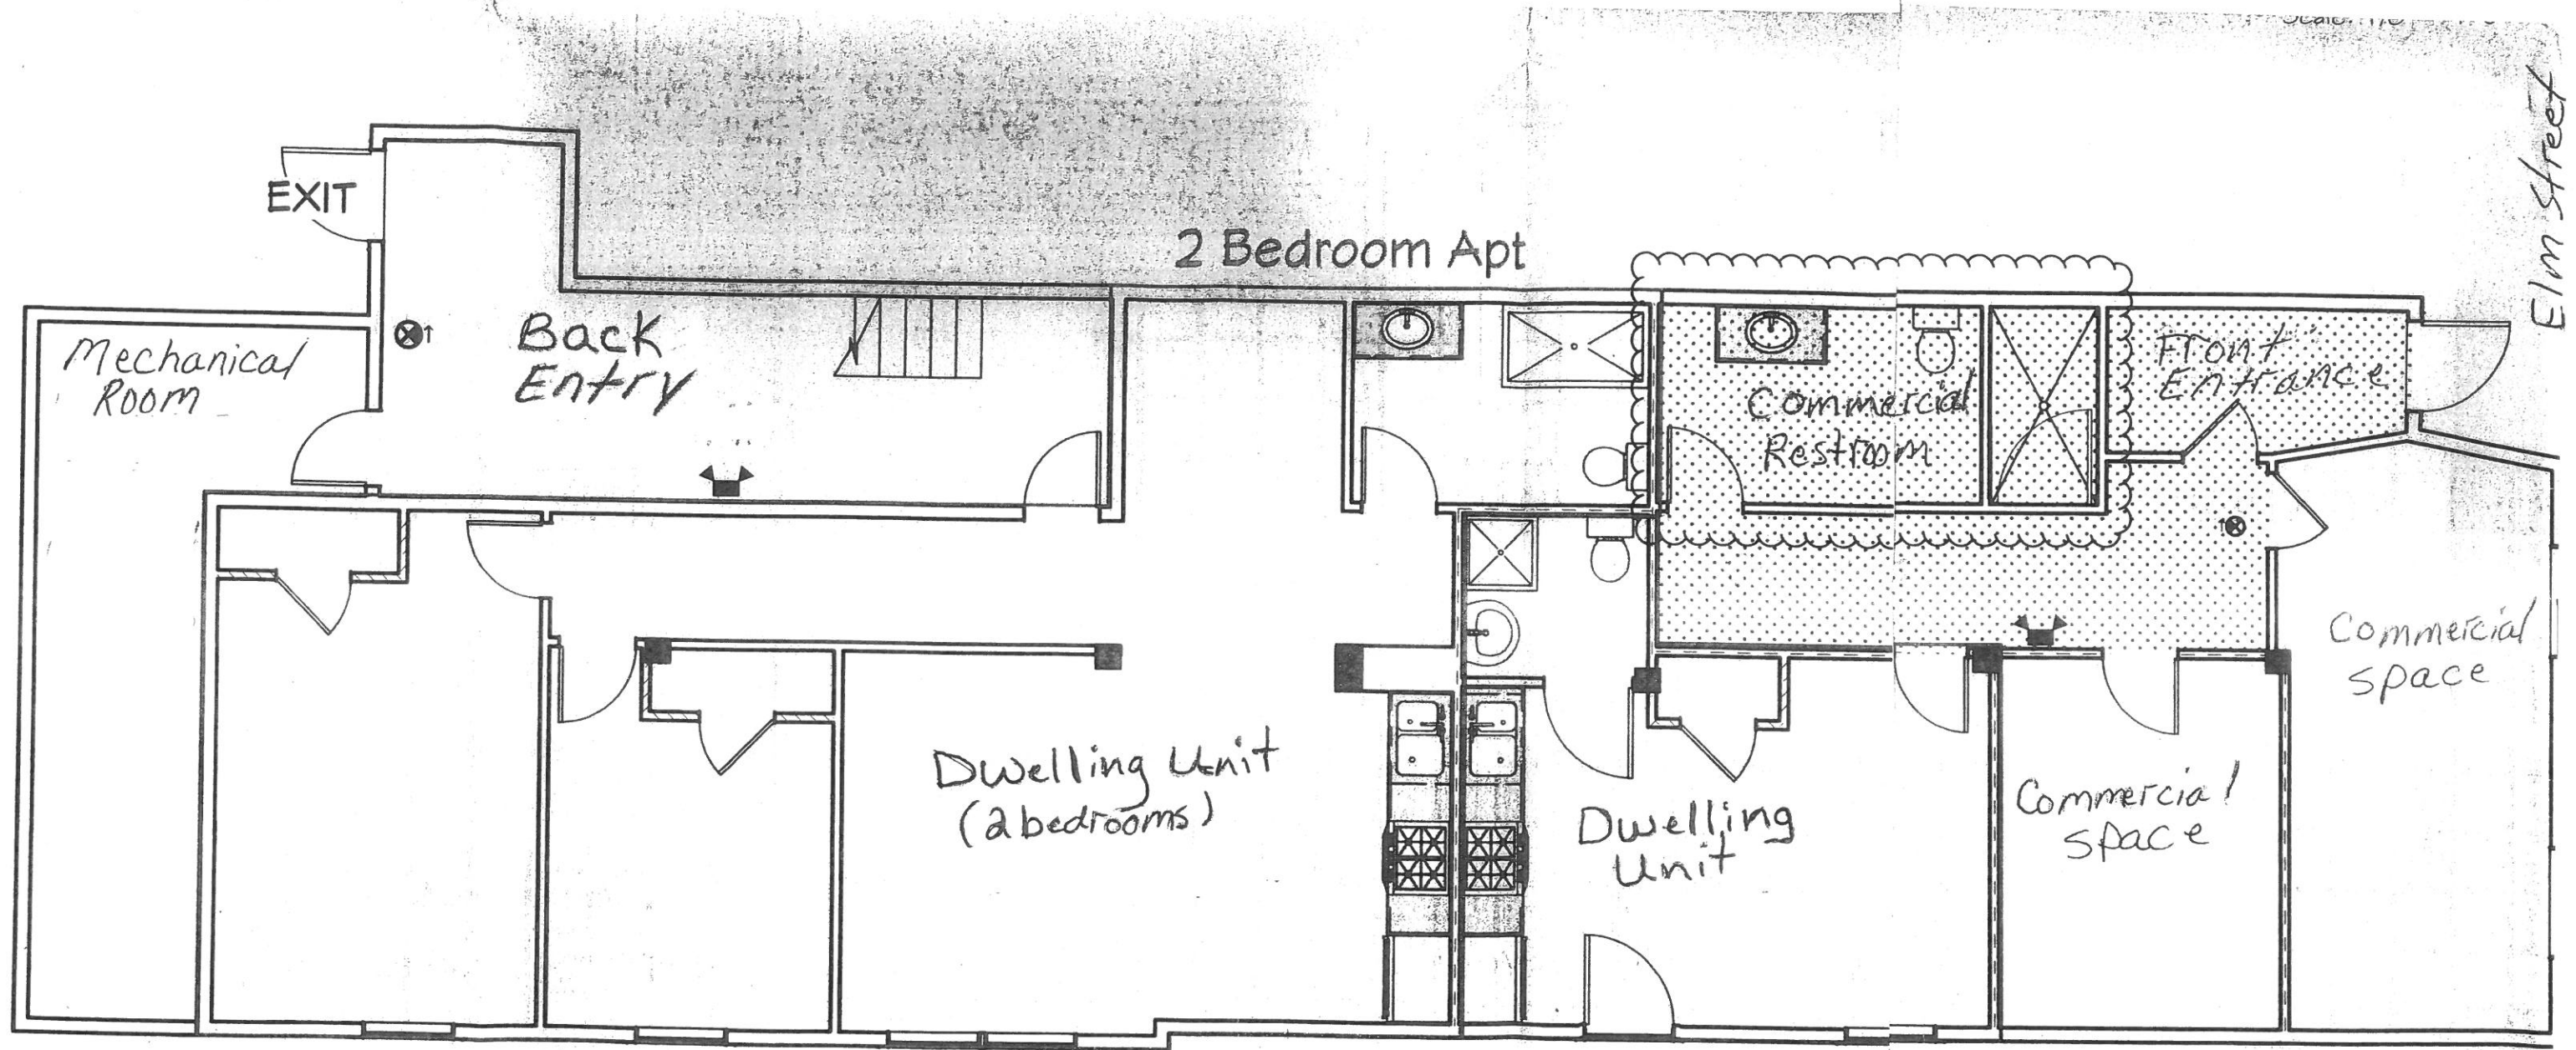 Elm Street
EXIT
2 Bedroom Apt
Mechanical
Room
Back
Entry
Commercial
Restroom
Front
Entrance
Commercial
space
Dwelling Unit
(2 bedrooms)
Dwelling
Unit
Commercial
space